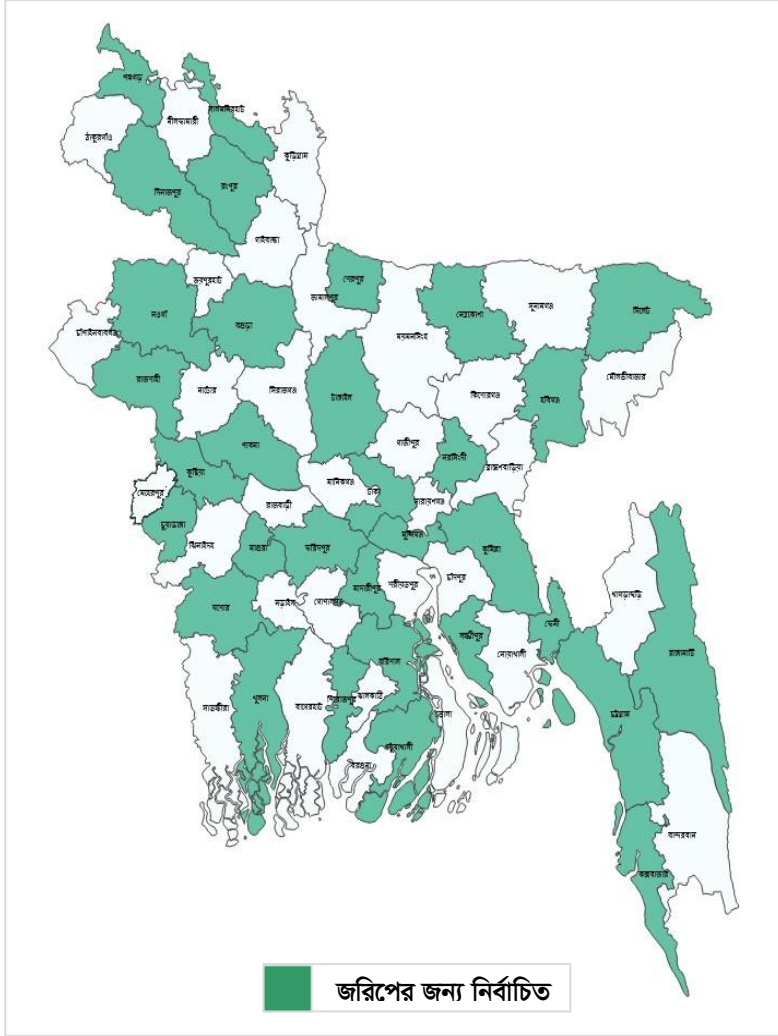 পঞ্চগড়
লালমনিরহাট
নীলফামারী
ঠাকুরগাঁও
কুড়িগ্রাম
দিনাজপুর
রংপুর
গাইবান্ধা
জয়পুরহাট
শেরপুর
জামালপুর
নেত্রকোণা
সুনামগঞ্জ
সিলেট
নওগাঁ
বগুড়া
চাঁপাইনবাবগঞ্জ
ময়মনসিংহ
মৌলভীবাজার
রাজশাহী
নাটোর
সিরাজগঞ্জ
টাঙ্গাইল
কিশোরগঞ্জ
হবিগঞ্জ
পাবনা
গাজীপুর
নরসিংদী
ব্রাহ্মণবাড়িয়া
কুষ্টিয়া
মানিকগঞ্জ
ঢাকা
মেহেরপুর
নারায়ণগঞ্জ
রাজবাড়ী
চুয়াডাঙ্গা
মুন্সিগঞ্জ
ঝিনাইদহ
মাগুরা
ফরিদপুর
কুমিল্লা
চাঁদপুর
শরীয়তপুর
মাদারীপুর
খাগড়াছড়ি
যশোর
নড়াইল
গোপালগঞ্জ
ফেনী
লক্ষ্মীপুর
নোয়াখালী
রাঙ্গামাটি
বরিশাল
খুলনা
পিরোজপুর
ঝালকাঠি
সাতক্ষীরা
বাগেরহাট
ভোলা
চট্টগ্রাম
পটুয়াখালী
বরগুনা
বান্দরবান
কক্সবাজার
জরিপের জন্য নির্বাচিত